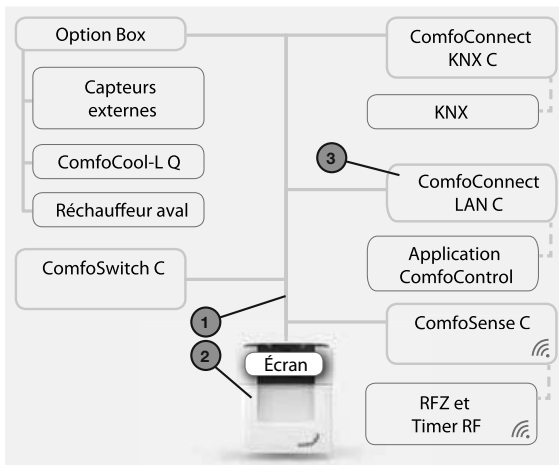 Option Box
Capteurs
externes
ComfoCool-L Q
Réchauffeur aval
ComfoSwitch C
1
2
Écran
ComfoConnect
KNX C
KNX
3
ComfoConnect
LAN C
Application
ComfoControl
ComfoSense C
RFZ et
Timer RF